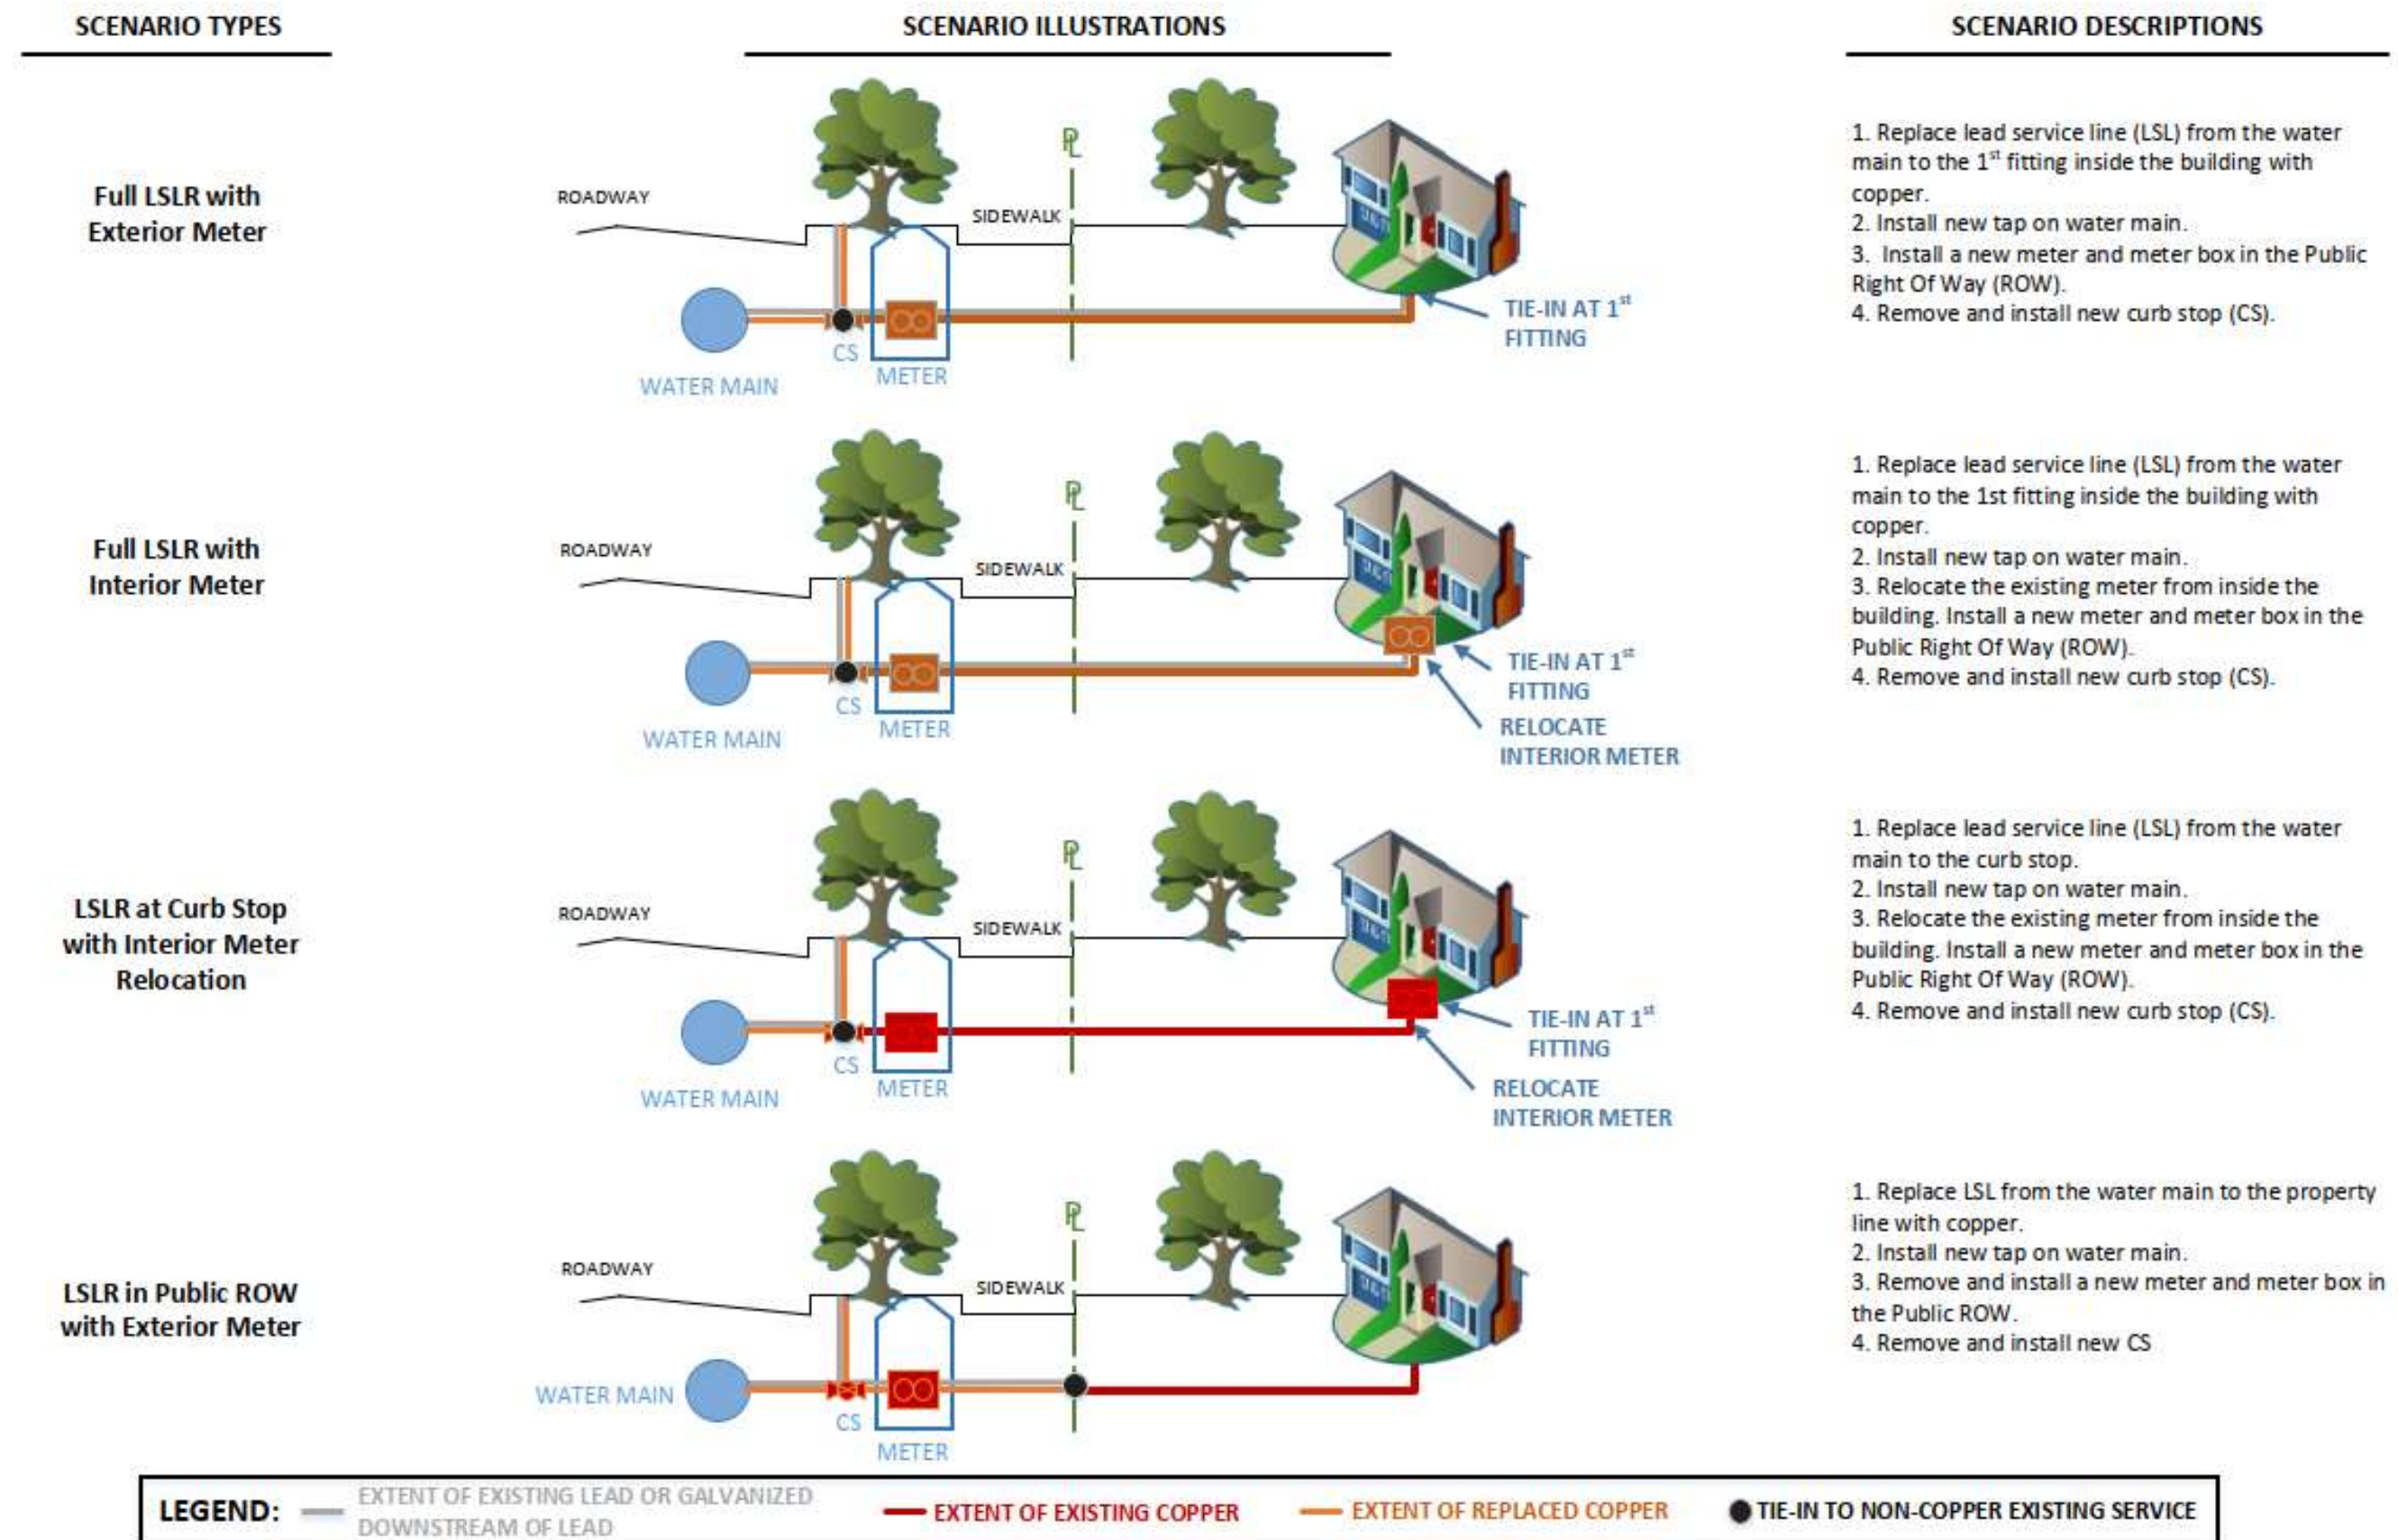 SCENARIO TYPES
SCENARIO ILLUSTRATIONS
SCENARIO DESCRIPTIONS
Full LSLR with
Exterior Meter
ROADWAY
SIDEWALK
PL
WATER MAIN
CS
METER
TIE-IN AT 1st
FITTING
1. Replace lead service line (LSL) from the water
main to the 1st fitting inside the building with
copper.
2. Install new tap on water main.
3.  Install a new meter and meter box in the Public
Right Of Way (ROW).
4. Remove and install new curb stop (CS).
Full LSLR with
Interior Meter
ROADWAY
SIDEWALK
PL
WATER MAIN
CS
METER
TIE-IN AT 1st
FITTING
RELOCATE
INTERIOR METER
1. Replace lead service line (LSL) from the water
main to the 1st fitting inside the building with
copper.
2. Install new tap on water main.
3. Relocate the existing meter from inside the
building. Install a new meter and meter box in the
Public Right Of Way (ROW).
4. Remove and install new curb stop (CS).
LSLR at Curb Stop
with Interior Meter
Relocation
ROADWAY
SIDEWALK
PL
WATER MAIN
CS
METER
TIE-IN AT 1st
FITTING
RELOCATE
INTERIOR METER
1. Replace lead service line (LSL) from the water
main to the curb stop.
2. Install new tap on water main.
3. Relocate the existing meter from inside the
building. Install a new meter and meter box in the
Public Right Of Way (ROW).
4. Remove and install new curb stop (CS).
LSLR in Public ROW
with Exterior Meter
ROADWAY
SIDEWALK
PL
WATER MAIN
CS
METER
1. Replace LSL from the water main to the property
line with copper.
2. Install new tap on water main.
3. Remove and install a new meter and meter box in
the Public ROW.
4. Remove and install new CS
LEGEND:
EXTENT OF EXISTING LEAD OR GALVANIZED
DOWNSTREAM OF LEAD
EXTENT OF EXISTING COPPER
EXTENT OF REPLACED COPPER
TIE-IN TO NON-COPPER EXISTING SERVICE